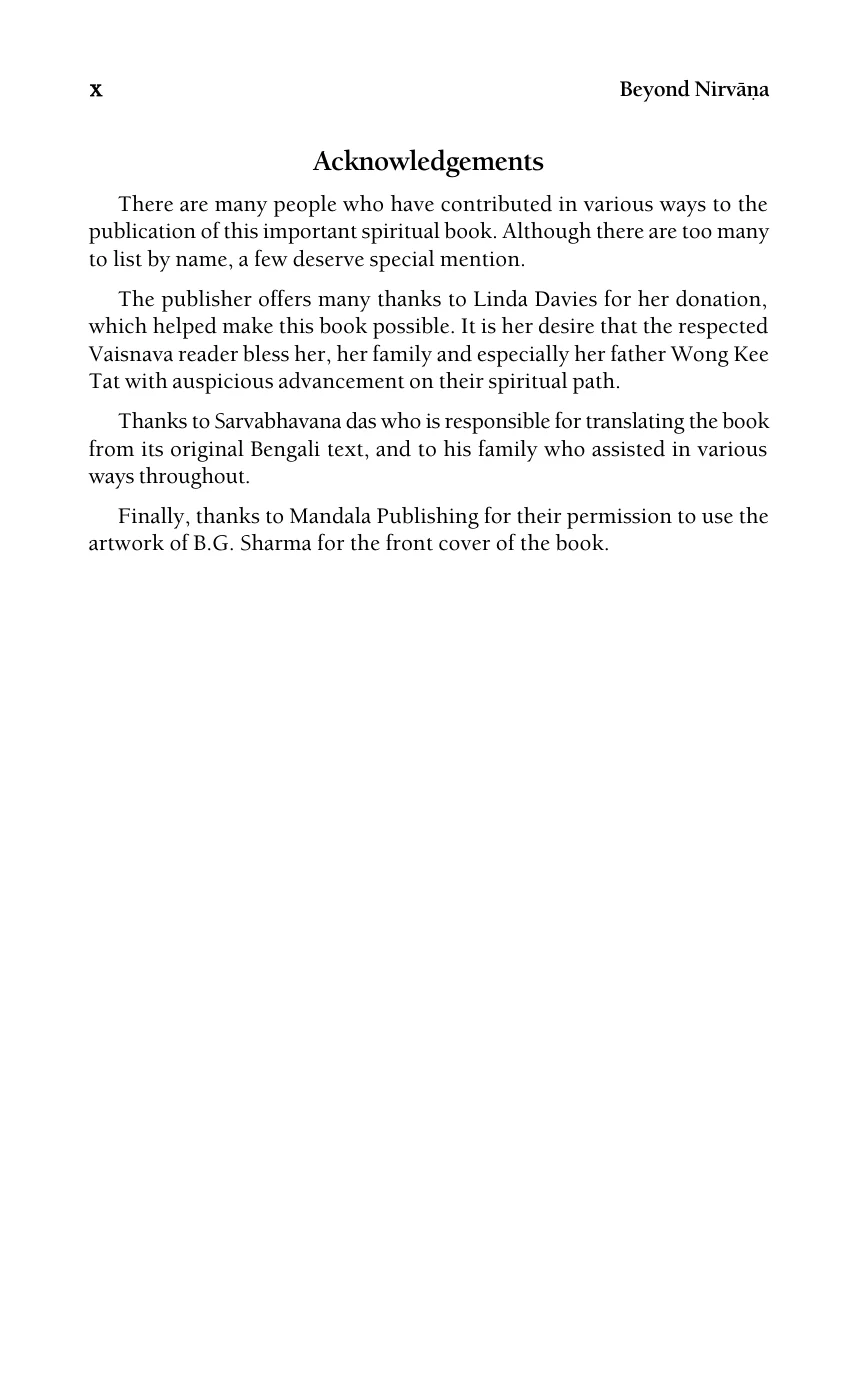 x Beyond Nirvāṇa
Acknowledgements
There are many people who have contributed in various ways to the
publication of this important spiritual book. Although there are too many
to list by name, a few deserve special mention.
The publisher offers many thanks to Linda Davies for her donation,
which helped make this book possible. It is her desire that the respected
Vaisnava reader bless her, her family and especially her father Wong Kee
Tat with auspicious advancement on their spiritual path.
Thanks to Sarvabhavana das who is responsible for translating the book
from its original Bengali text, and to his family who assisted in various
ways throughout.
Finally, thanks to Mandala Publishing for their permission to use the
artwork of B.G. Sharma for the front cover of the book.